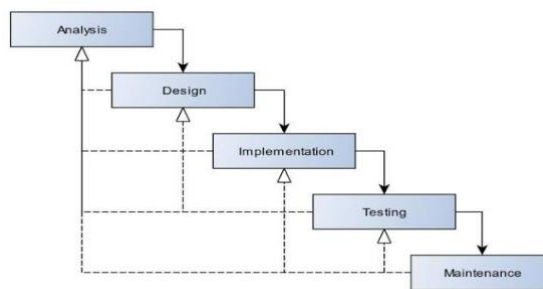 Analysis
Design
Implementation
Testing
Maintenance